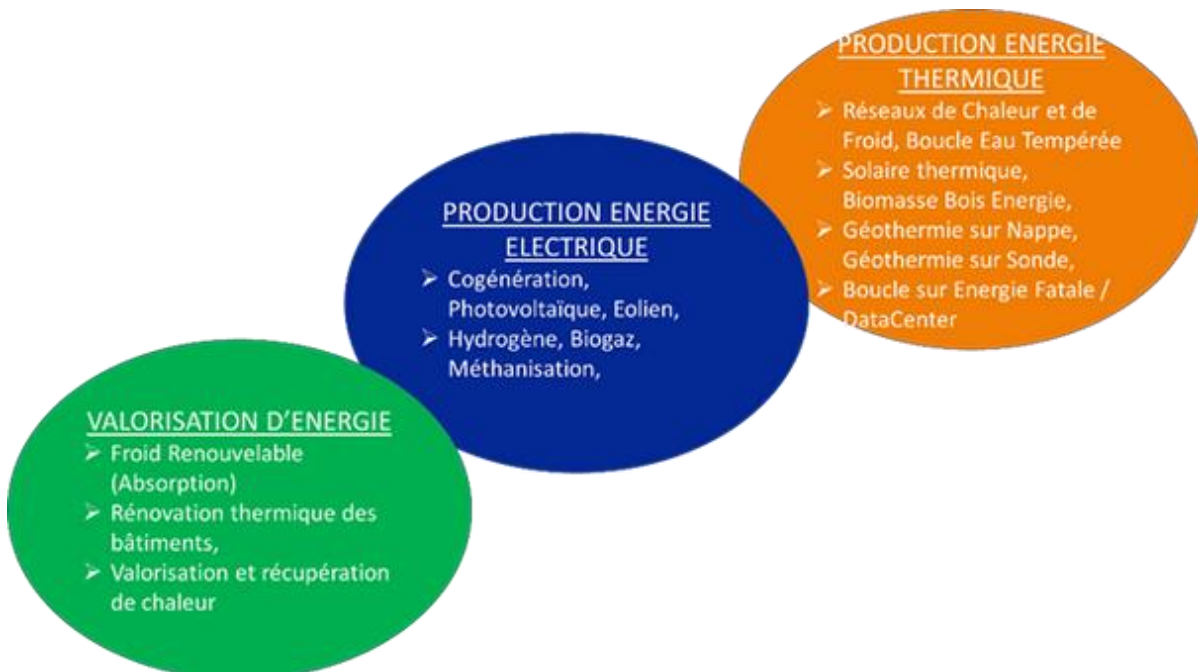 PRODUCTION ENERGIE
THERMIQUE
➢ Réseaux de Chaleur et de
Froid, Boucle Eau Tempérée
➢ Solaire thermique,
Biomasse Bois Energie,
➢ Géothermie sur Nappe,
Géothermie sur Sonde,
➢ Boucle sur Energie Fatale /
DataCenter
PRODUCTION ENERGIE
ELECTRIQUE
➢ Cogénération,
Photovoltaïque, Eolien,
➢ Hydrogène, Biogaz,
Méthanisation,
VALORISATION D'ENERGIE
➢ Froid Renouvelable
(Absorption)
➢ Rénovation thermique des
bâtiments,
➢ Valorisation et récupération
de chaleur